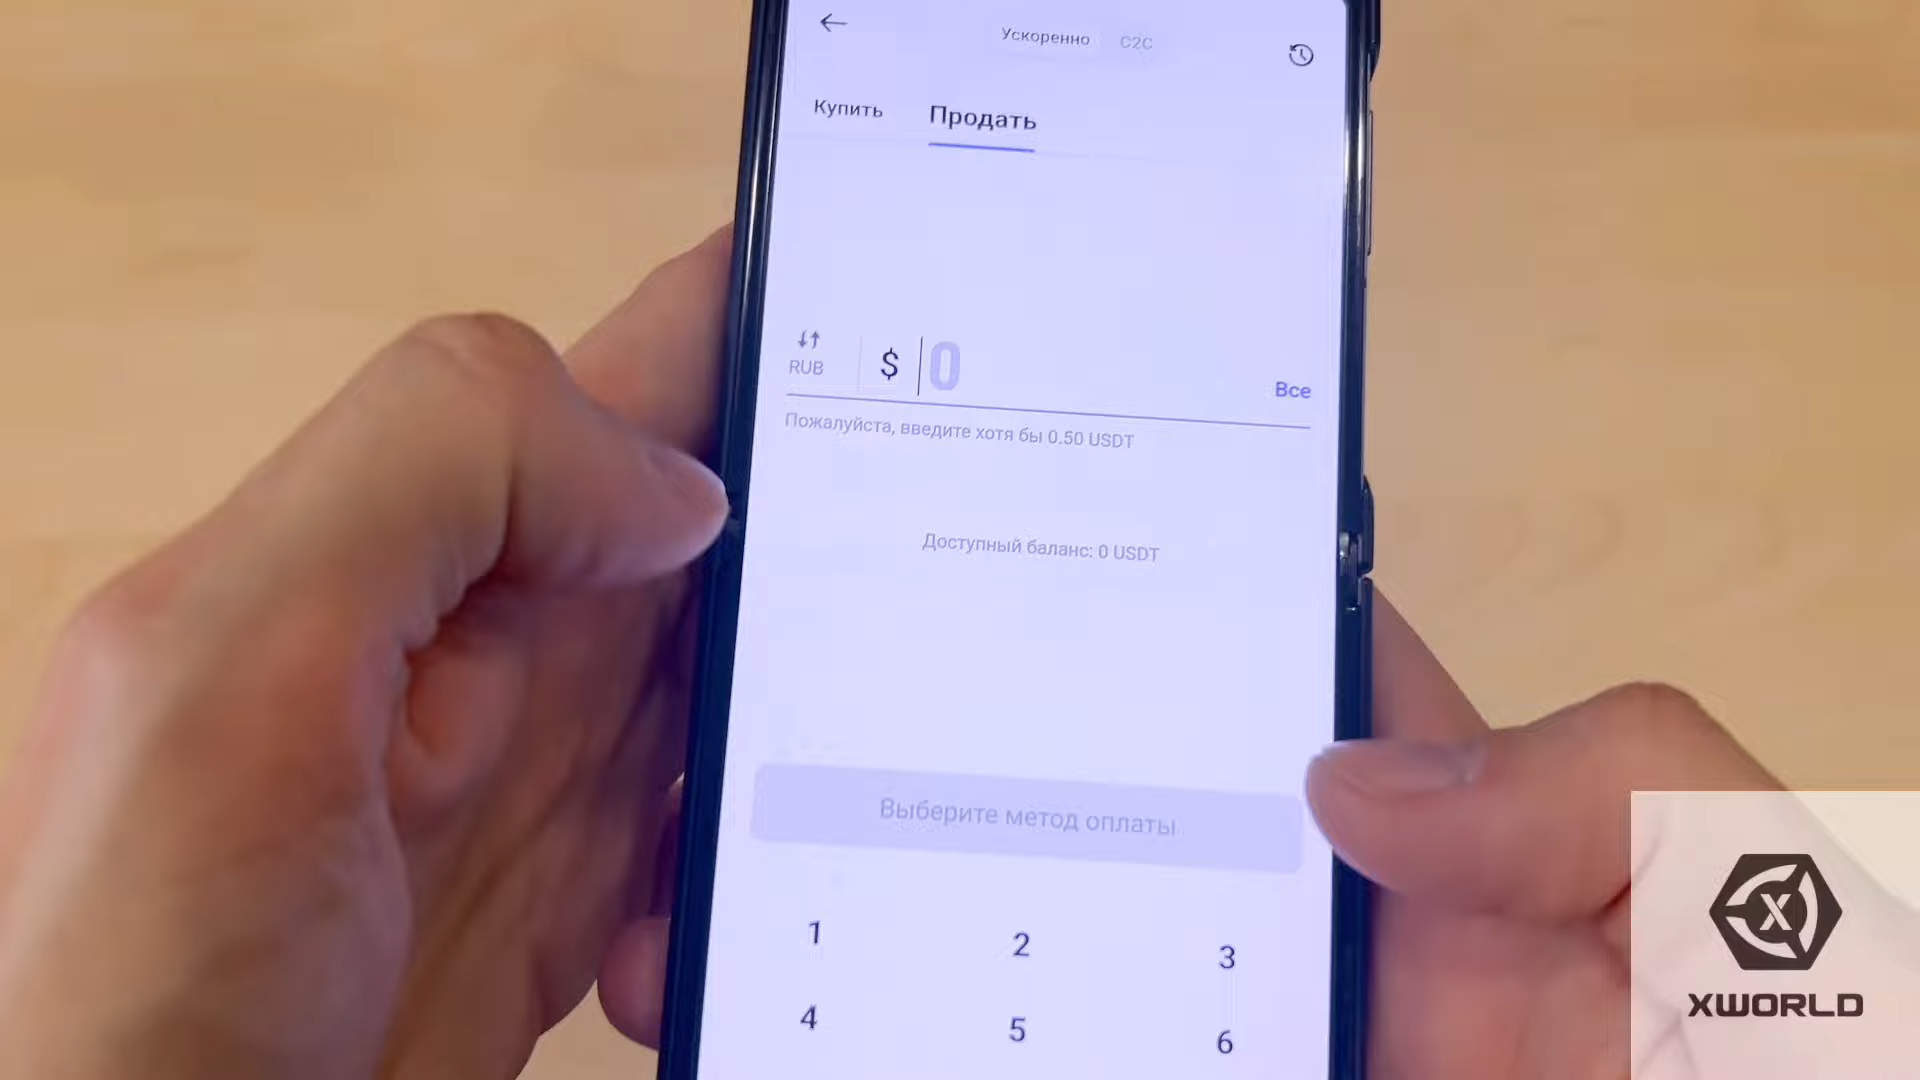 Ускоренно C2C
Купить Продать
RUB $ 0 Все
Пожалуйста, введите хотя бы 0.50 USDT
Доступный баланс: 0 USDT
Выберите метод оплаты
1 2 3
4 5 6
X
XWORLD